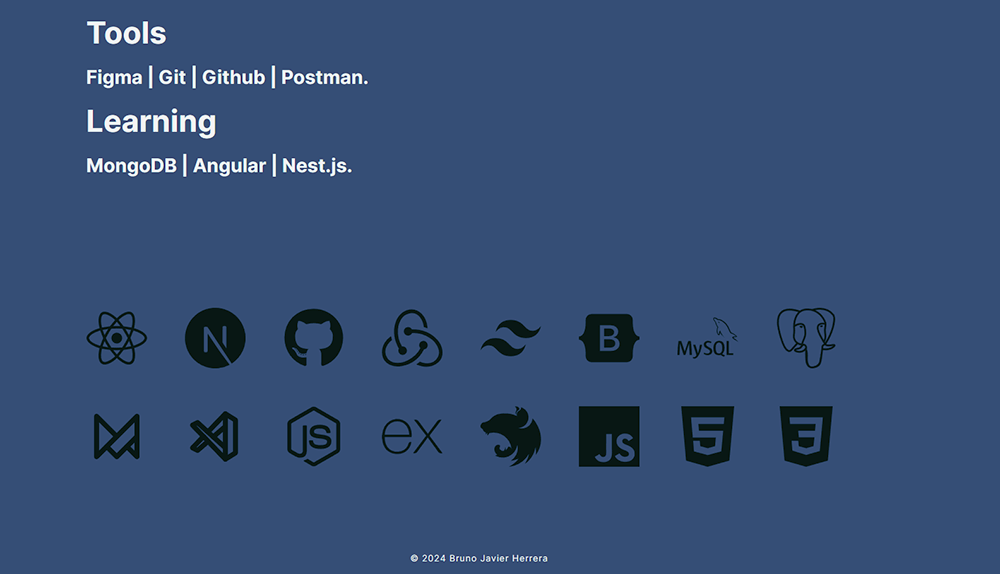 Tools
Figma | Git | Github | Postman.
Learning
MongoDB | Angular | Nest.js.
N
B
MySQL
JS
ex
JS
5
3
© 2024 Bruno Javier Herrera